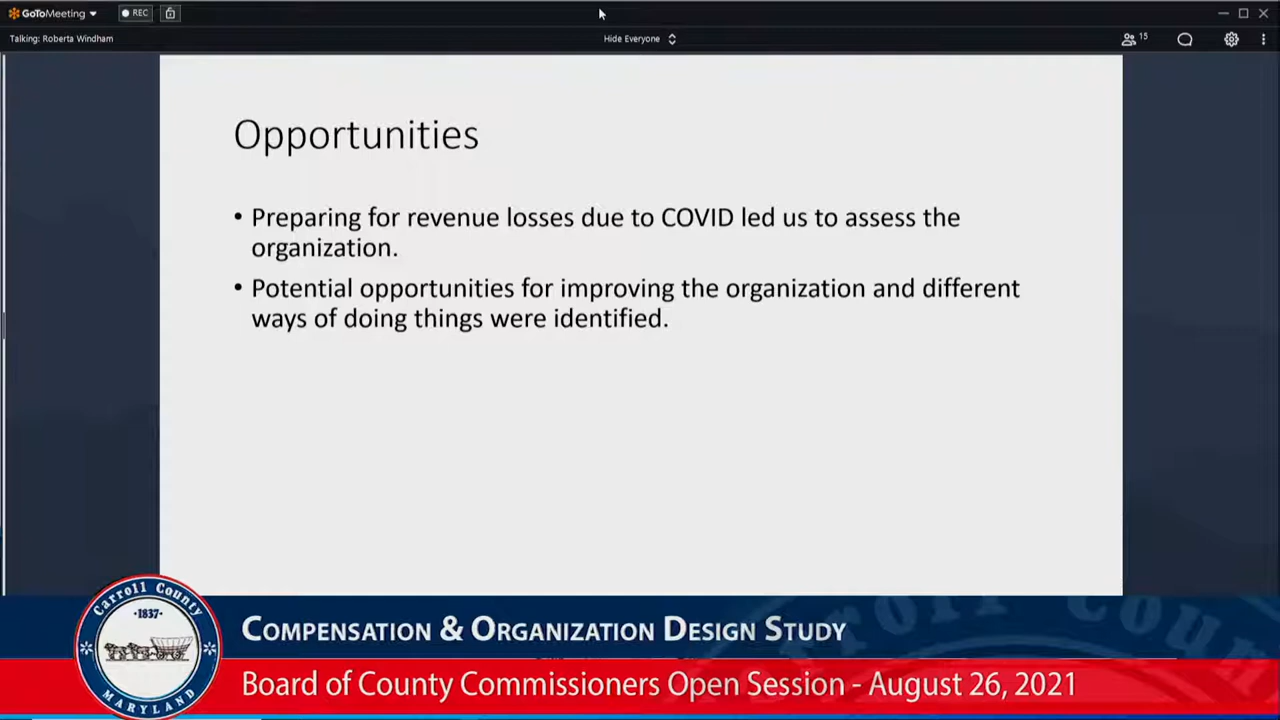 GoToMeeting
REC
Talking: Roberta Windham
Hide Everyone
15
Opportunities
• Preparing for revenue losses due to COVID led us to assess the
organization.
• Potential opportunities for improving the organization and different
ways of doing things were identified.
Carroll County
·1837·
MARYLAND
COMPENSATION & ORGANIZATION DESIGN STUDY
Board of County Commissioners Open Session - August 26, 2021